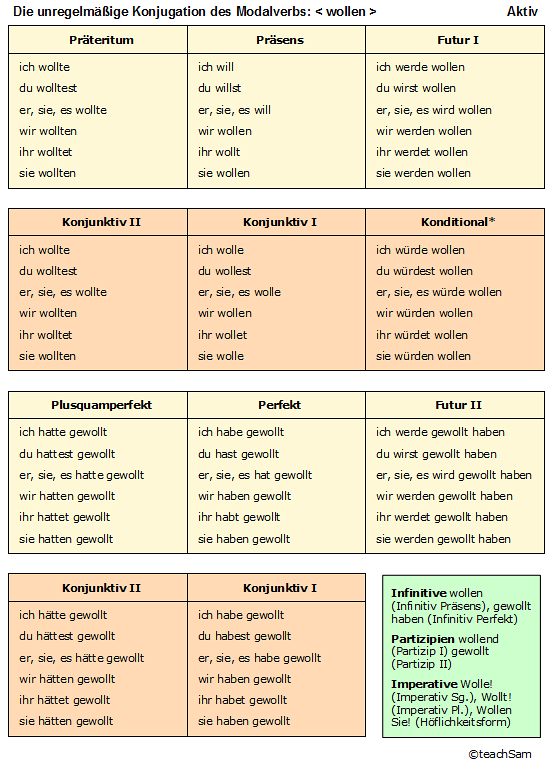 Die unregelmäßige Konjugation des Modalverbs: < wollen > Aktiv
Präteritum Präsens Futur I
ich wollte ich will ich werde wollen
du wolltest du willst du wirst wollen
er, sie, es wollte er, sie, es will er, sie, es wird wollen
wir wollten wir wollen wir werden wollen
ihr wolltet ihr wollt ihr werdet wollen
sie wollten sie wollen sie werden wollen
Konjunktiv II Konjunktiv I Konditional*
ich wollte ich wolle ich würde wollen
du wolltest du wollest du würdest wollen
er, sie, es wollte er, sie, es wolle er, sie, es würde wollen
wir wollten wir wollen wir würden wollen
ihr wolltet ihr wollet ihr würdet wollen
sie wollten sie wolle sie würden wollen
Plusquamperfekt Perfekt Futur II
ich hatte gewollt ich habe gewollt ich werde gewollt haben
du hattest gewollt du hast gewollt du wirst gewollt haben
er, sie, es hatte gewollt er, sie, es hat gewollt er, sie, es wird gewollt haben
wir hatten gewollt wir haben gewollt wir werden gewollt haben
ihr hattet gewollt ihr habt gewollt ihr werdet gewollt haben
sie hatten gewollt sie haben gewollt sie werden gewollt haben
Konjunktiv II Konjunktiv I
ich hätte gewollt ich habe gewollt
du hättest gewollt du habest gewollt
er, sie, es hätte gewollt er, sie, es habe gewollt
wir hätten gewollt wir haben gewollt
ihr hättet gewollt ihr habet gewollt
sie hätten gewollt sie haben gewollt
Infinitive wollen
(Infinitiv Präsens), gewollt
haben (Infinitiv Perfekt)
Partizipien wollend
(Partizip I) gewollt
(Partizip II)
Imperative Wolle!
(Imperativ Sg.), Wollt!
(Imperativ Pl.), Wollen
Sie! (Höflichkeitsform)
©teachSam